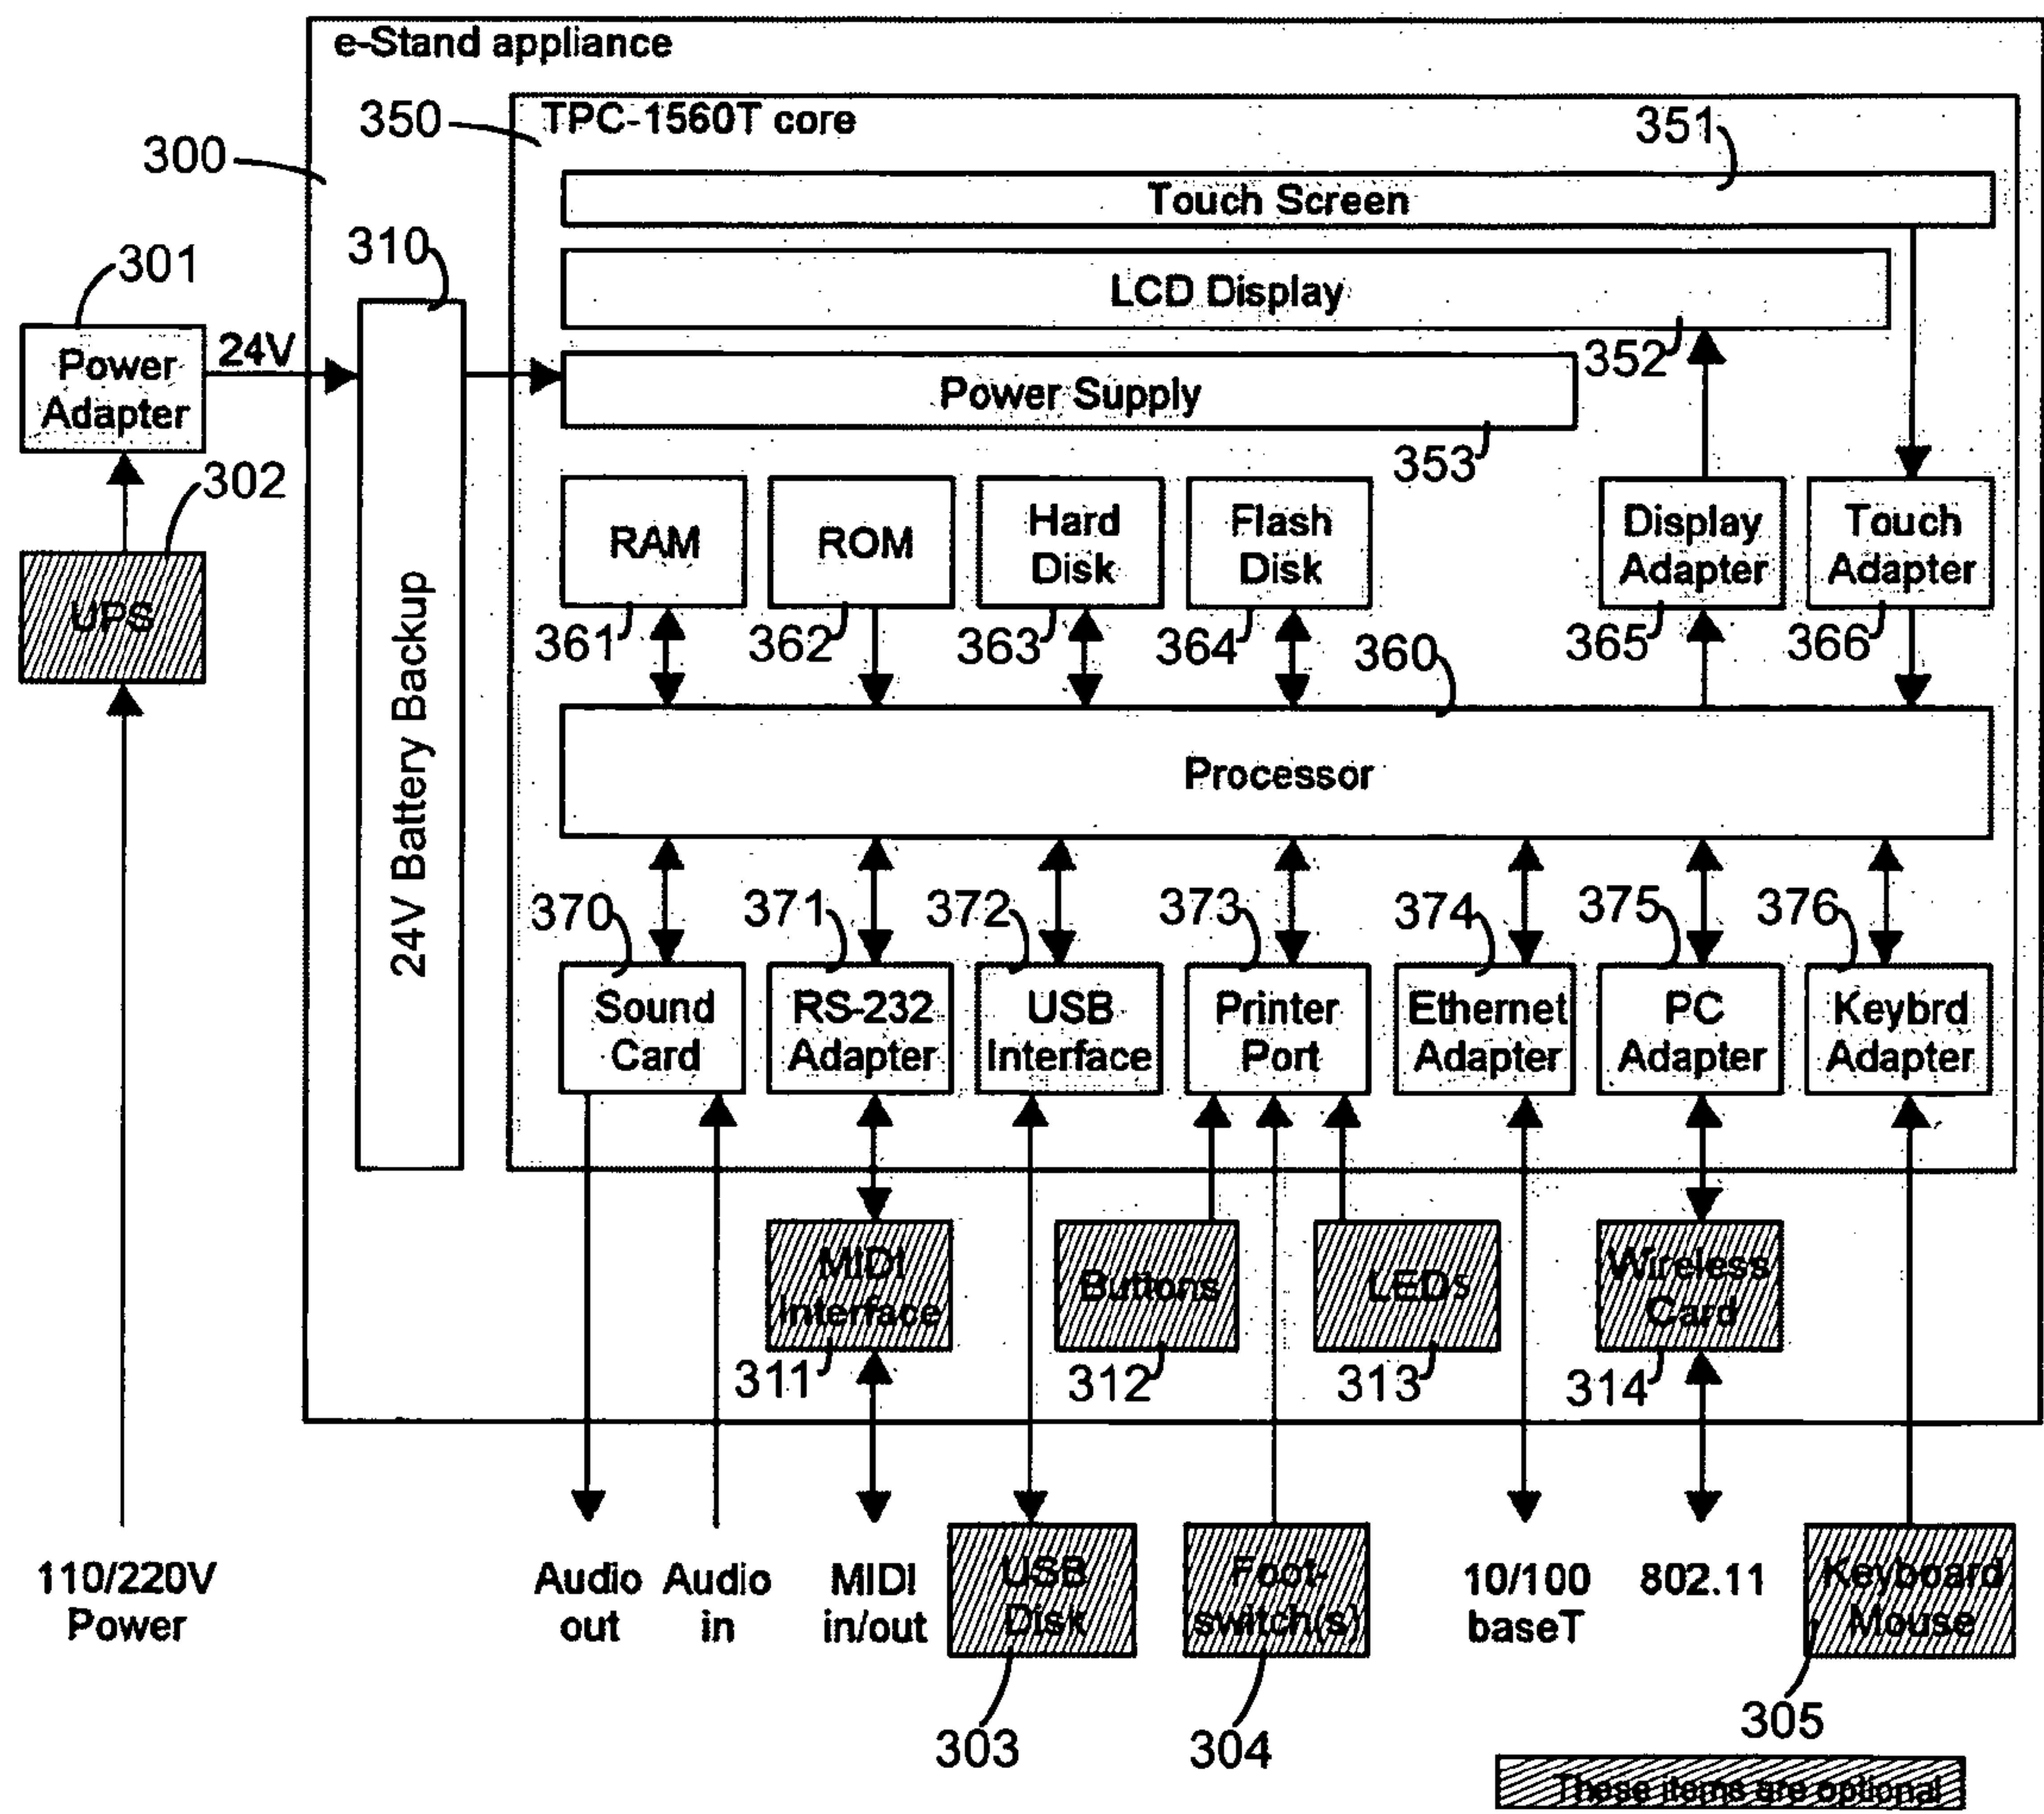 e-Stand appliance
350
TPC-1560T core
351
300
Touch Screen
310
301
LCD Display
24V
352
Power
Adapter
Power Supply
353
302
RAM
ROM
Hard
Disk
Flash
Disk
Display
Adapter
Touch
Adapter
UPS
361
362
363
364
360
365
366
24V Battery Backup
Processor
370
371
372
373
374
375
376
Sound
Card
RS-232
Adapter
USB
Interface
Printer
Port
Ethernet
Adapter
PC
Adapter
Keybrd
Adapter
MIDI
Interface
Buttons
LEDs
Wireless
Card
311
312
313
314
110/220V
Power
Audio
out
Audio
in
MIDI
in/out
USB
Disk
Foot-
switch(s)
10/100
baseT
802.11
Keyboard
Mouse
303
304
305
These items are optional